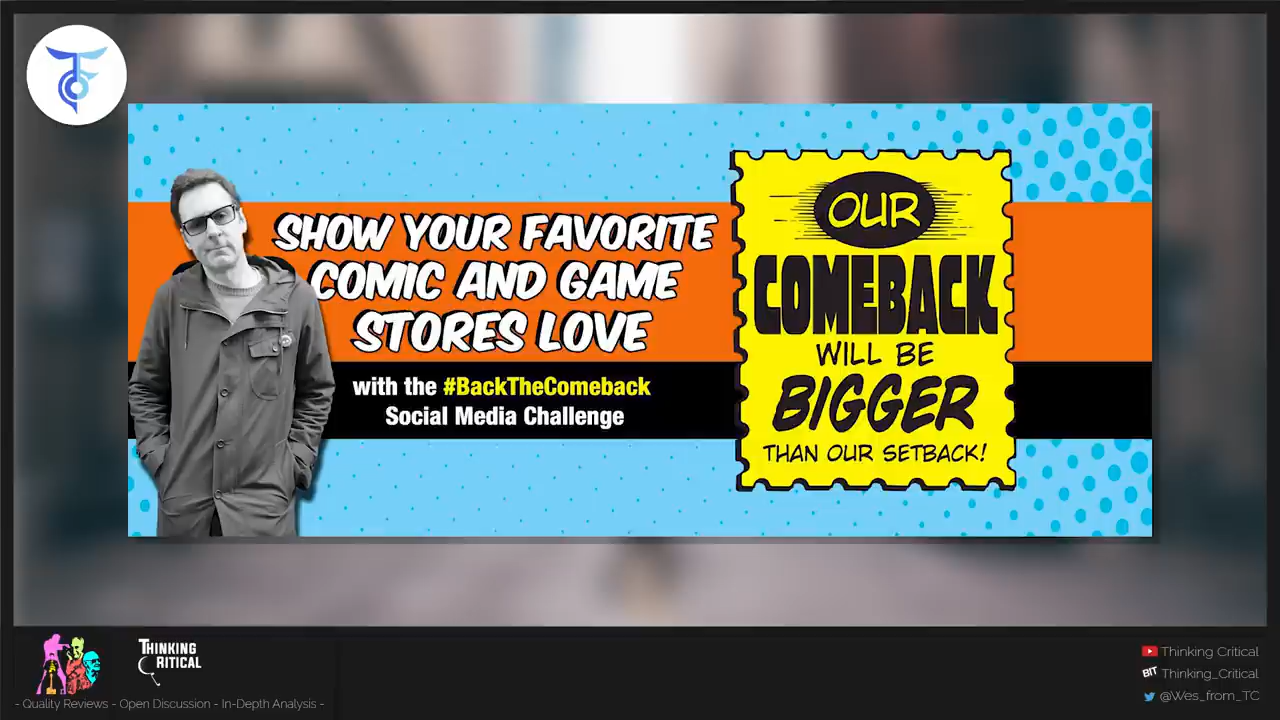 SHOW YOUR FAVORITE
COMIC AND GAME
STORES LOVE
with the #BackTheComeback
Social Media Challenge
OUR
COMEBACK
WILL BE
BIGGER
THAN OUR SETBACK!
THINKING
CRITICAL
- Quality Reviews - Open Discussion - In-Depth Analysis -
Thinking Critical
BIT Thinking_Critical
@Wes_from_TC